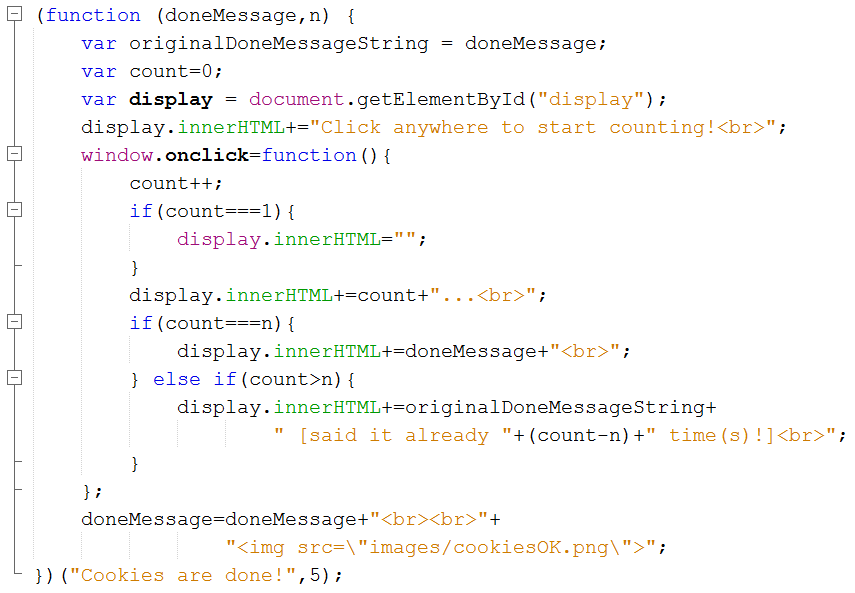 (function (doneMessage,n) {
    var originalDoneMessageString = doneMessage;
    var count=0;
    var display = document.getElementById("display");
    display.innerHTML+="Click anywhere to start counting!<br>";
    window.onclick=function(){
        count++;
        if(count===1){
            display.innerHTML="";
        }
        display.innerHTML+=count+"...<br>";
        if(count===n){
            display.innerHTML+=doneMessage+"<br>";
        } else if(count>n){
            display.innerHTML+=originalDoneMessageString+
                    " [said it already "+(count-n)+" time(s)!]<br>";
        }
    };
    doneMessage=doneMessage+"<br><br>"+
                "<img src=\"images/cookiesOK.png\">";
})("Cookies are done!",5);